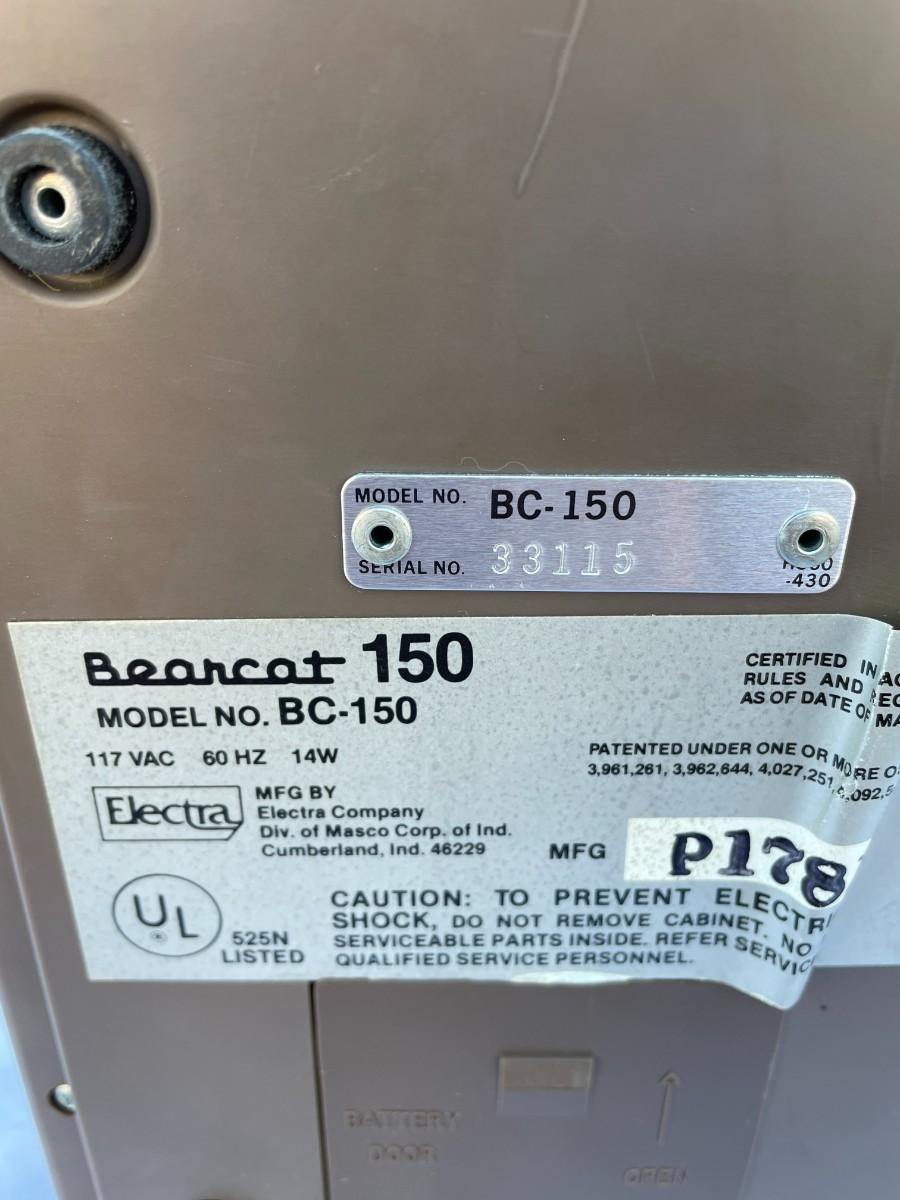 MODEL NO. BC-150
SERIAL NO. 33115
-430
Bearcat 150
MODEL NO. BC-150
117 VAC 60 HZ 14W
CERTIFIED IN
RULES AND
AS OF DATE OF
PATENTED UNDER ONE OR MORE
3,961,261, 3,962,644, 4,027,251,
Electra
MFG BY
Electra Company
Div. of Masco Corp. of Ind.
Cumberland, Ind. 46229
MFG P178
UL
525N
LISTED
CAUTION: TO PREVENT
SHOCK, DO NOT REMOVE CABINET. NO
SERVICEABLE PARTS INSIDE. REFER
QUALIFIED SERVICE PERSONNEL.
BATTERY
DOOR
OPEN